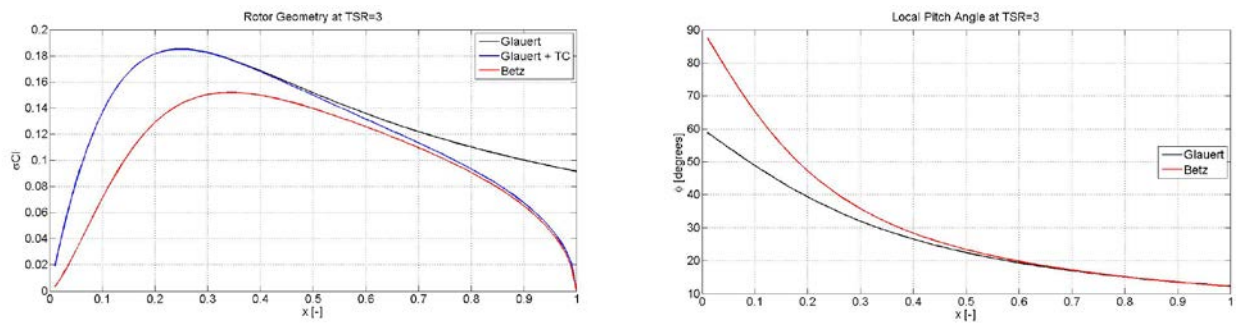 Rotor Geometry at TSR=3
0.2
0.18
0.16
0.14
0.12
0.1
0.08
0.06
0.04
0.02
0
σCl
0 0.1 0.2 0.3 0.4 0.5 0.6 0.7 0.8 0.9 1
x [-]
Glauert
Glauert + TC
Betz
Local Pitch Angle at TSR=3
90
80
70
60
50
40
30
20
10
ϕ [degrees]
0 0.1 0.2 0.3 0.4 0.5 0.6 0.7 0.8 0.9 1
x [-]
Glauert
Betz